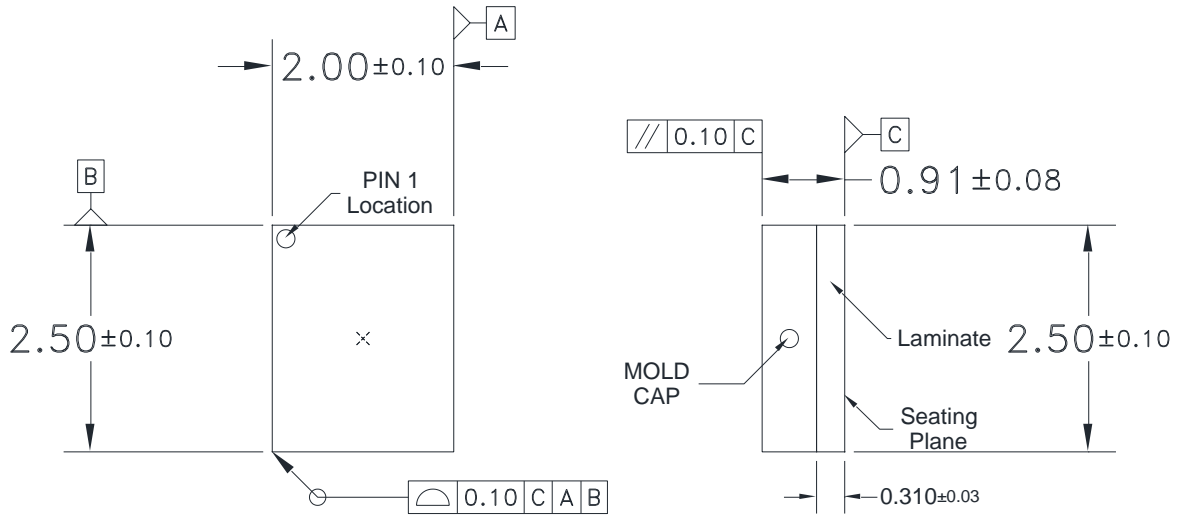 A
2.00±0.10
B
PIN 1
Location
2.50±0.10
0.10 C A B
// 0.10 C
C
0.91±0.08
Laminate
2.50±0.10
MOLD
CAP
Seating
Plane
0.310±0.03